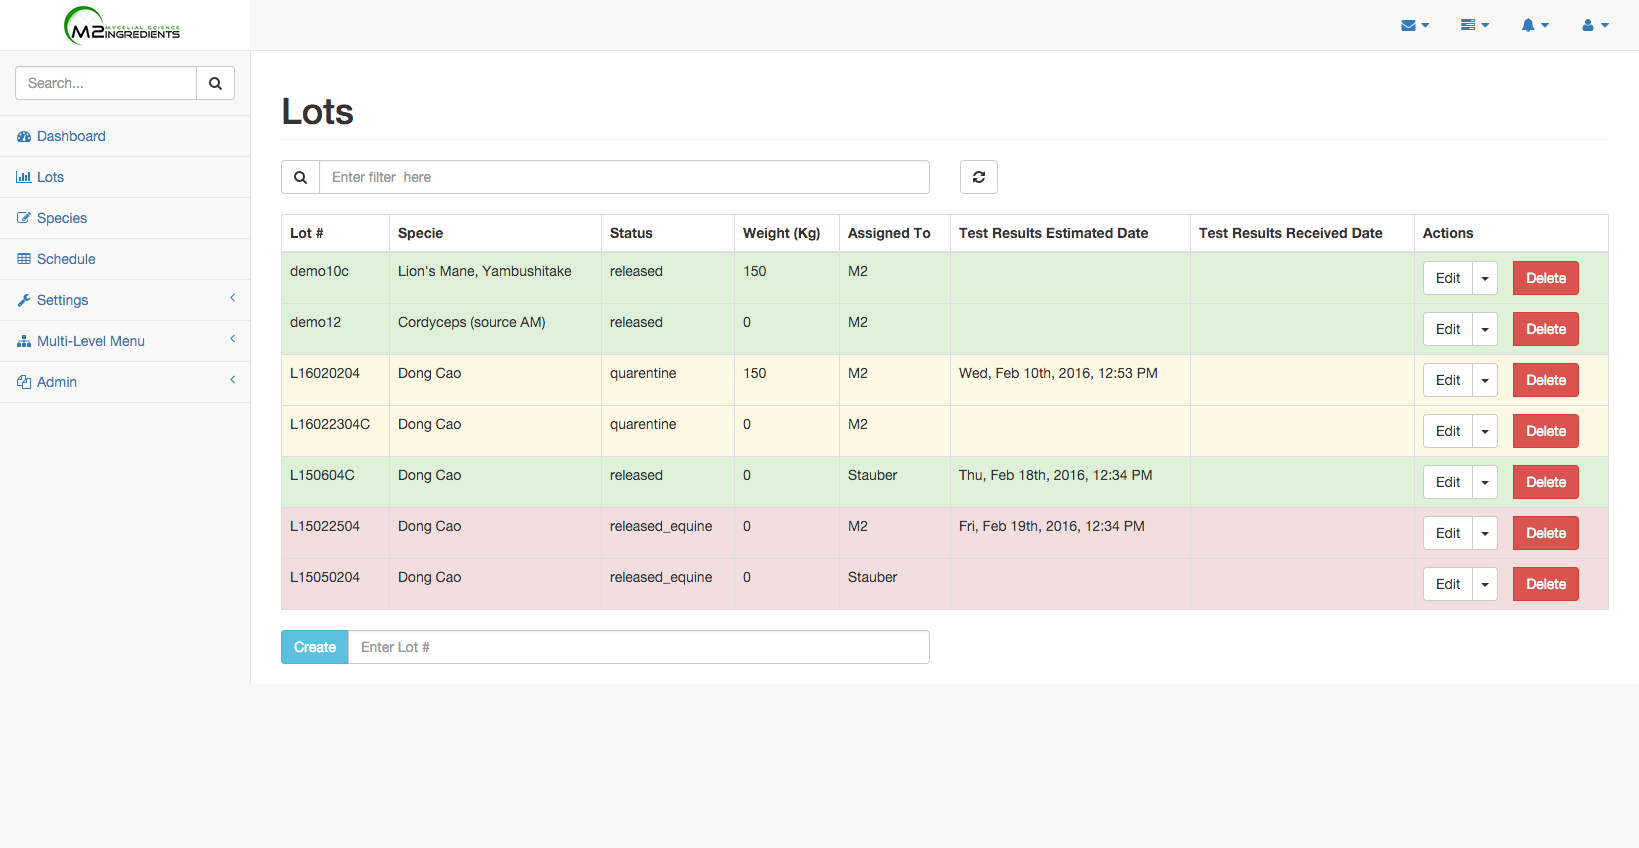 MYCELIAL SCIENCE
M2INGREDIENTS
Search...
Dashboard
Lots
Species
Schedule
Settings
Multi-Level Menu
Admin
Lots
Enter filter  here
Lot # Specie Status Weight (Kg) Assigned To Test Results Estimated Date Test Results Received Date Actions
demo10c Lion's Mane, Yambushitake released 150 M2 Edit Delete
demo12 Cordyceps (source AM) released 0 M2 Edit Delete
L16020204 Dong Cao quarentine 150 M2 Wed, Feb 10th, 2016, 12:53 PM Edit Delete
L16022304C Dong Cao quarentine 0 M2 Edit Delete
L150604C Dong Cao released 0 Stauber Thu, Feb 18th, 2016, 12:34 PM Edit Delete
L15022504 Dong Cao released_equine 0 M2 Fri, Feb 19th, 2016, 12:34 PM Edit Delete
L15050204 Dong Cao released_equine 0 Stauber Edit Delete
Create Enter Lot #